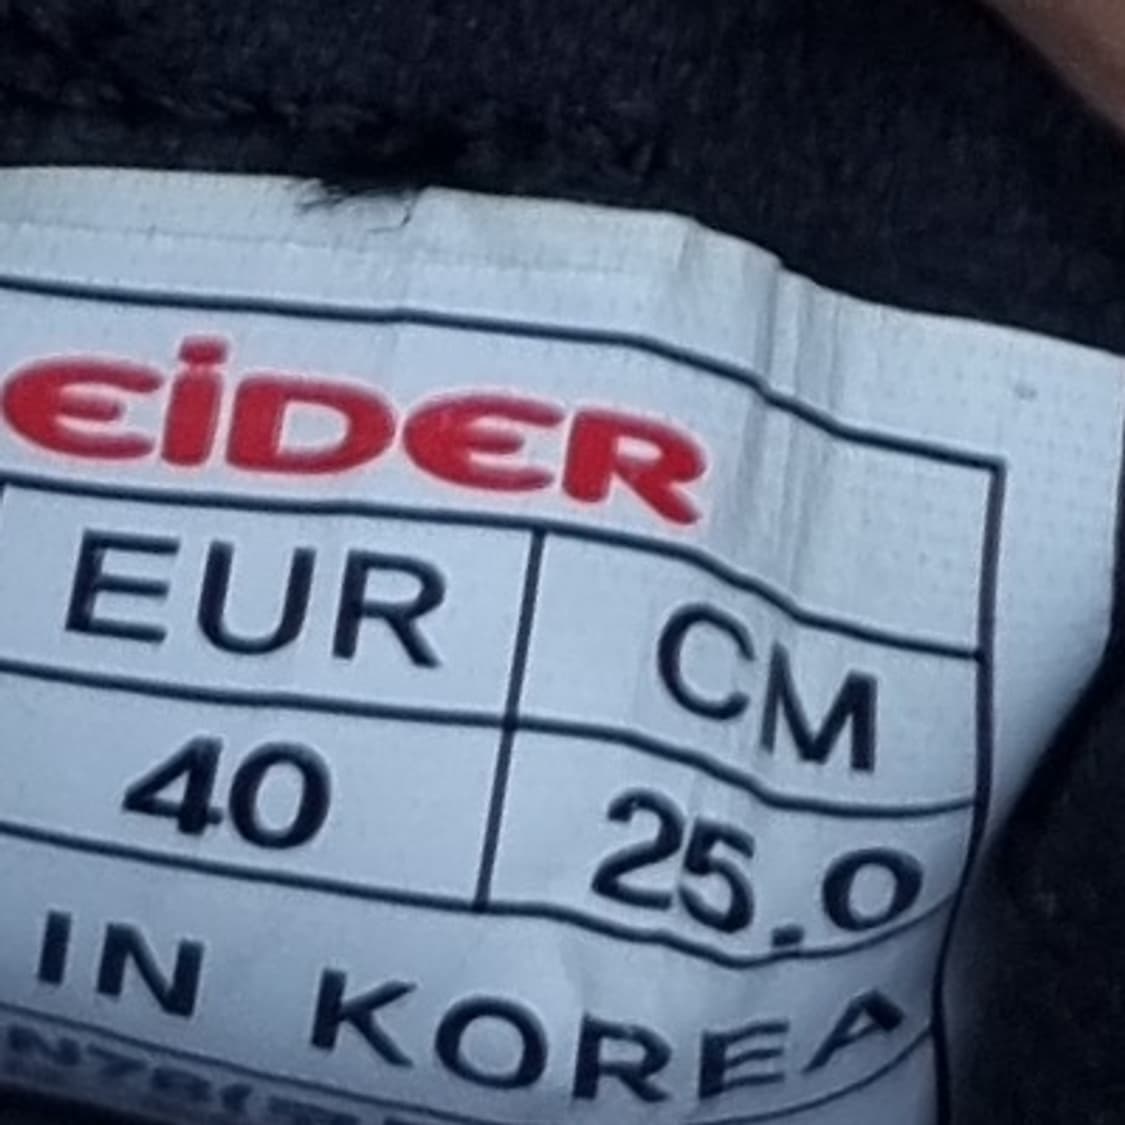 EiDER
EUR CM
40 25.0
IN KOREA